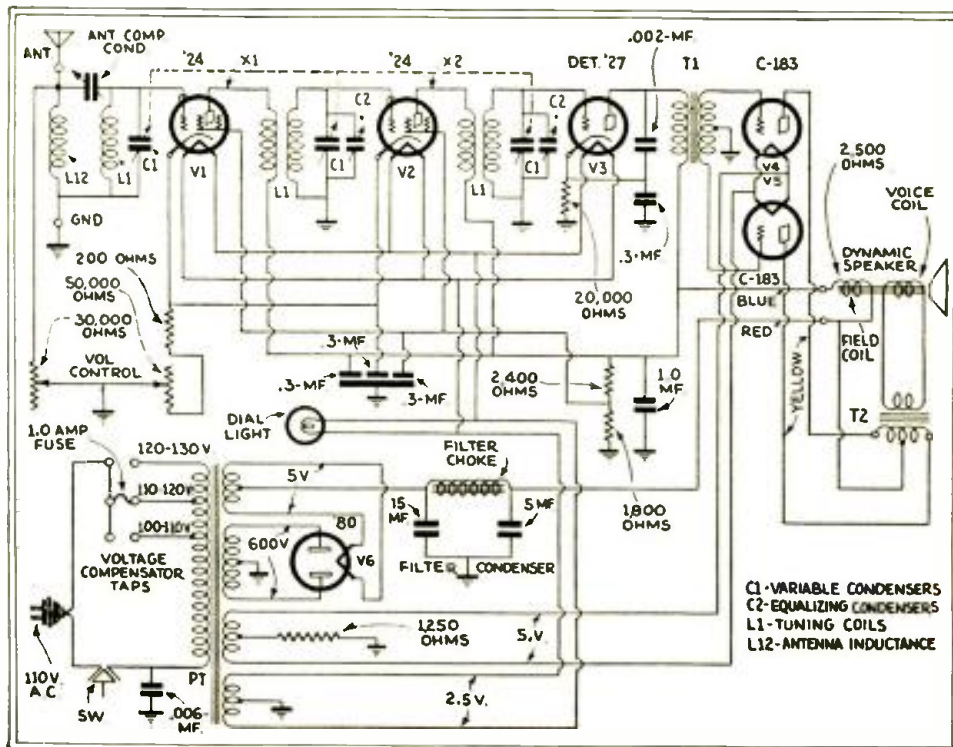 ANT COMP
COND
ANT
'24
X1
'24
X2
DET. '27
.002-MF.
T1
C-183
C2
C2
C1
C1
C1
L12
L1
V1
L1
V2
L1
V3
V4
V5
2,500
OHMS
VOICE
COIL
GND
.3-MF
C-183
DYNAMIC
SPEAKER
200 OHMS
50,000
OHMS
30,000
OHMS
20,000
OHMS
BLUE
RED
FIELD
COIL
VOL
CONTROL
.3-MF
.3-MF
.3-MF
2,400
OHMS
1.0
MF
YELLOW
T2
1.0 AMP
FUSE
DIAL
LIGHT
120-130V
110-120V
100-110V
VOLTAGE
COMPENSATOR
TAPS
5V
FILTER
CHOKE
15
MF
5MF
1,800
OHMS
600V
80
V6
FILTER CONDENSER
C1-VARIABLE CONDENSERS
C2-EQUALIZING CONDENSERS
L1-TUNING COILS
L12-ANTENNA INDUCTANCE
1,250
OHMS
5.V.
110V
A.C.
SW
.006-
MF.
PT
2.5V.